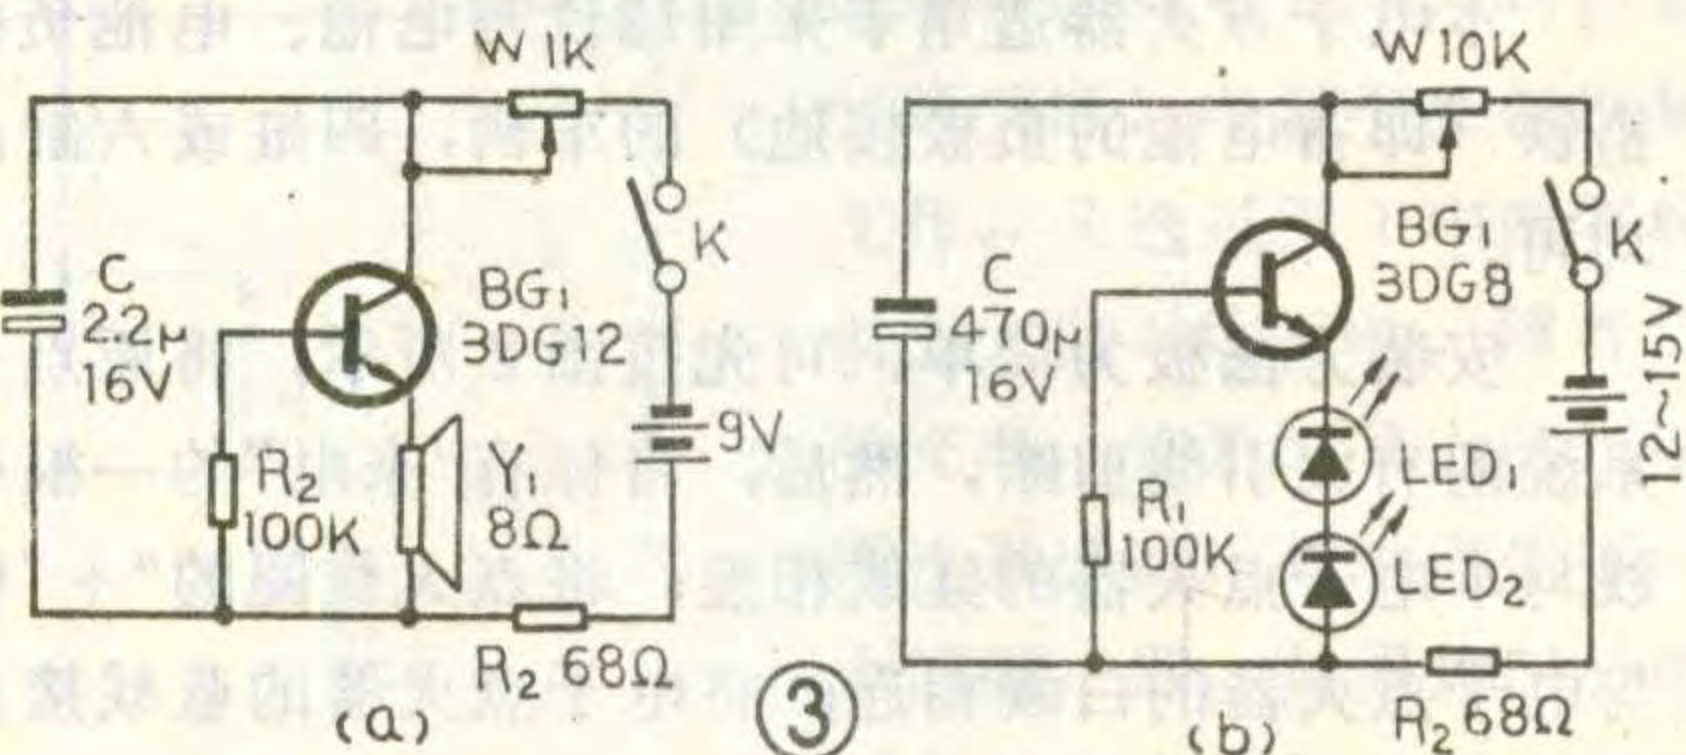 W 1K
C
2.2μ
16V
BG1
3DG12
K
9V
R2
100K
Y1
8Ω
R2 68Ω
(a)
③
W 10K
C
470μ
16V
BG1
3DG8
K
12~15V
R1
100K
LED1
LED2
R2 68Ω
(b)